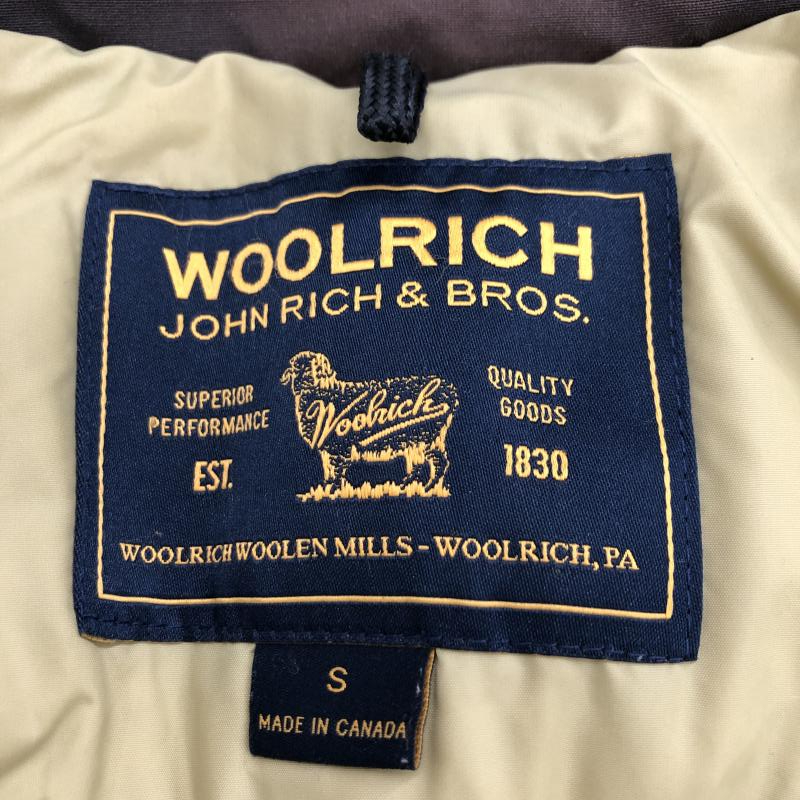 WOOLRICH
JOHN RICH & BROS.
SUPERIOR
PERFORMANCE
EST.
Woolrich
QUALITY
GOODS
1830
WOOLRICH WOOLEN MILLS - WOOLRICH, PA
S
MADE IN CANADA